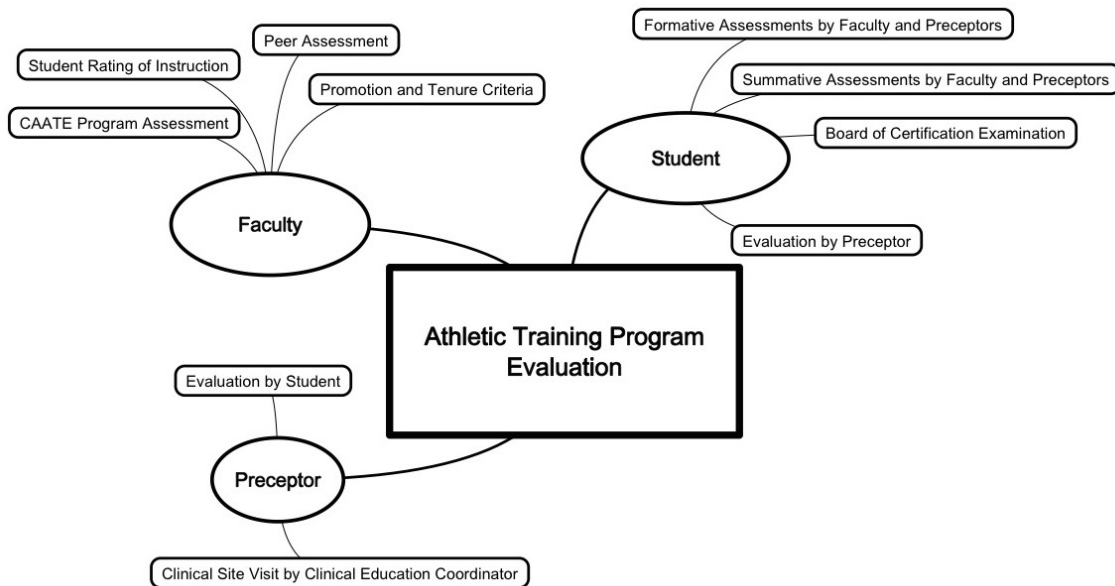 Formative Assessments by Faculty and Preceptors
Peer Assessment
Student Rating of Instruction
Summative Assessments by Faculty and Preceptors
Promotion and Tenure Criteria
CAATE Program Assessment
Board of Certification Examination
Student
Faculty
Evaluation by Preceptor
Athletic Training Program
Evaluation
Evaluation by Student
Preceptor
Clinical Site Visit by Clinical Education Coordinator